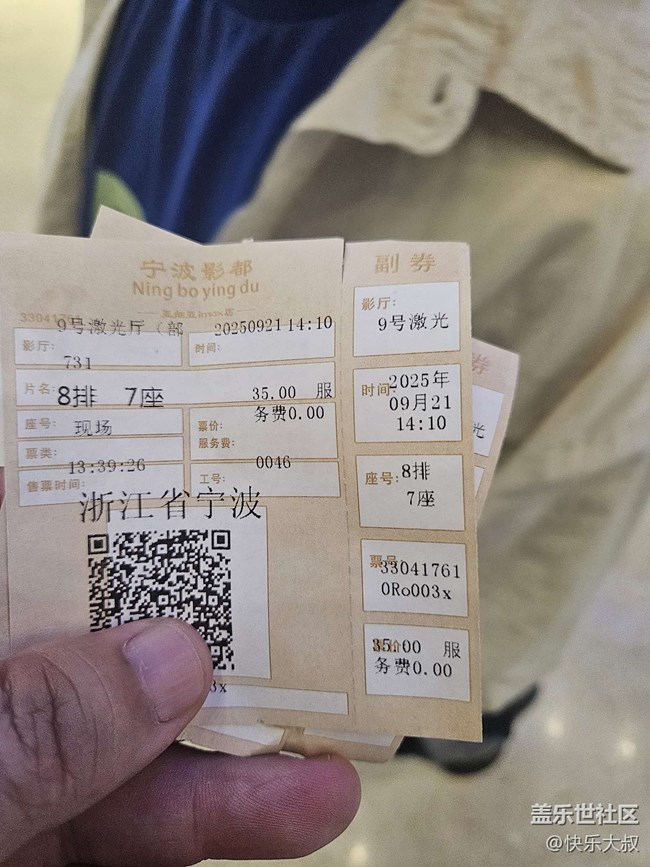 宁波影都
Ning bo ying du
9号激光厅（部
20250921 14:10
影厅:
时间:
731
片名:
8排 7座
35.00 服
务费0.00
座号:
现场
票价:
服务费:
票类:
13:39:26
0046
售票时间:
工号:
浙江省宁波
3x
副券
影厅:
9号激光
时间:
2025年
09月21
14:10
座号:
8排
7座
票号
33041761
0Ro003x
35.00 服
务费0.00
券
光
盖乐世社区
@快乐大叔